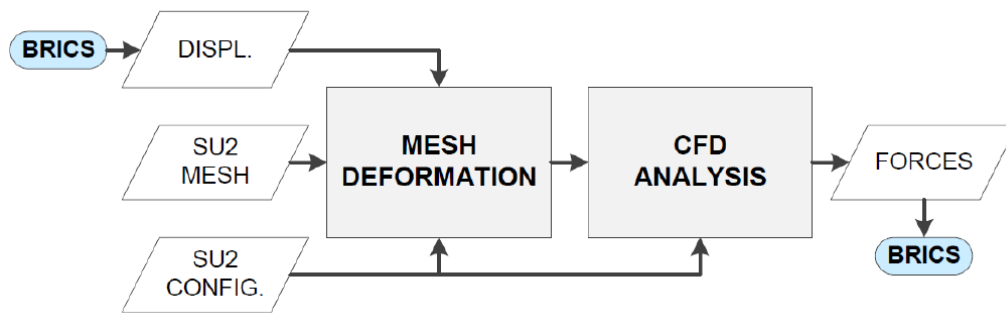 BRICS
DISPL.
SU2
MESH
MESH
DEFORMATION
CFD
ANALYSIS
FORCES
SU2
CONFIG.
BRICS